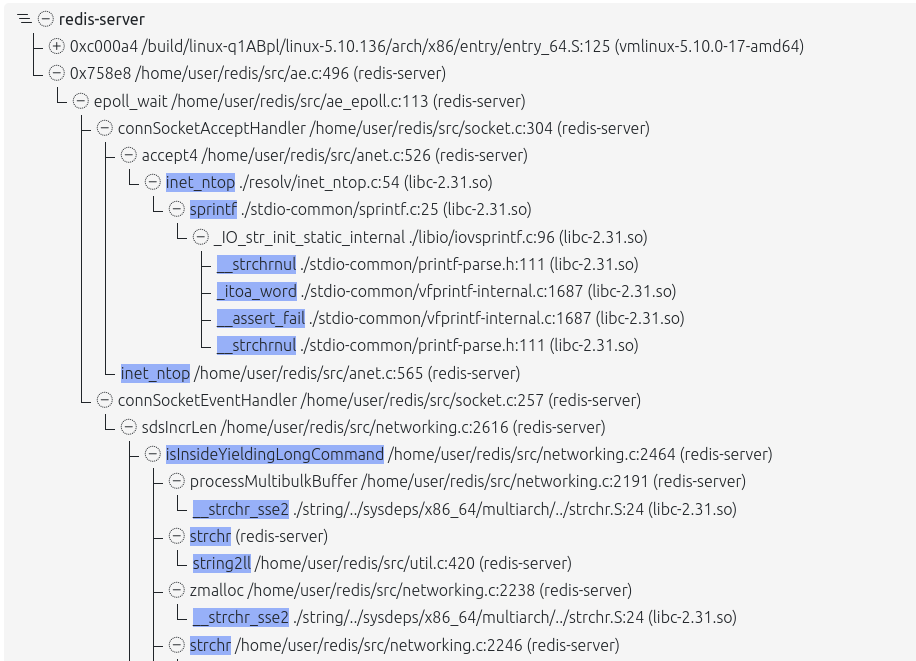 redis-server
0xc000a4 /build/linux-q1ABpl/linux-5.10.136/arch/x86/entry/entry_64.S:125 (vmlinux-5.10.0-17-amd64)
0x758e8 /home/user/redis/src/ae.c:496 (redis-server)
epoll_wait /home/user/redis/src/ae_epoll.c:113 (redis-server)
connSocketAcceptHandler /home/user/redis/src/socket.c:304 (redis-server)
accept4 /home/user/redis/src/anet.c:526 (redis-server)
inet_ntop ./resolv/inet_ntop.c:54 (libc-2.31.so)
sprintf ./stdio-common/sprintf.c:25 (libc-2.31.so)
_IO_str_init_static_internal ./libio/iovsprintf.c:96 (libc-2.31.so)
__strchrnul ./stdio-common/printf-parse.h:111 (libc-2.31.so)
_itoa_word ./stdio-common/vfprintf-internal.c:1687 (libc-2.31.so)
__assert_fail ./stdio-common/vfprintf-internal.c:1687 (libc-2.31.so)
__strchrnul ./stdio-common/printf-parse.h:111 (libc-2.31.so)
inet_ntop /home/user/redis/src/anet.c:565 (redis-server)
connSocketEventHandler /home/user/redis/src/socket.c:257 (redis-server)
sdsIncrLen /home/user/redis/src/networking.c:2616 (redis-server)
isInsideYieldingLongCommand /home/user/redis/src/networking.c:2464 (redis-server)
processMultibulkBuffer /home/user/redis/src/networking.c:2191 (redis-server)
__strchr_sse2 ./string/../sysdeps/x86_64/multiarch/../strchr.S:24 (libc-2.31.so)
strchr (redis-server)
string2ll /home/user/redis/src/util.c:420 (redis-server)
zmalloc /home/user/redis/src/networking.c:2238 (redis-server)
__strchr_sse2 ./string/../sysdeps/x86_64/multiarch/../strchr.S:24 (libc-2.31.so)
strchr /home/user/redis/src/networking.c:2246 (redis-server)